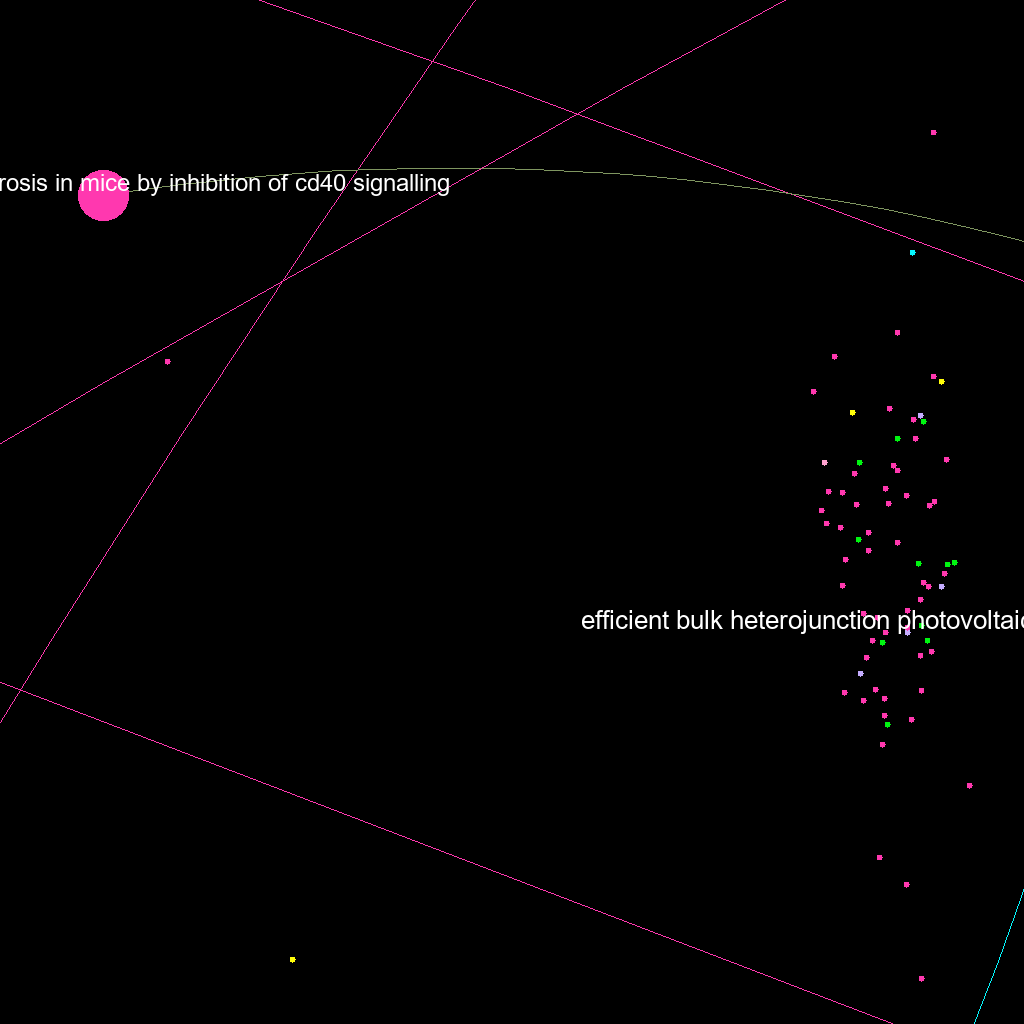 rosis in mice by inhibition of cd40 signalling
efficient bulk heterojunction photovoltaic